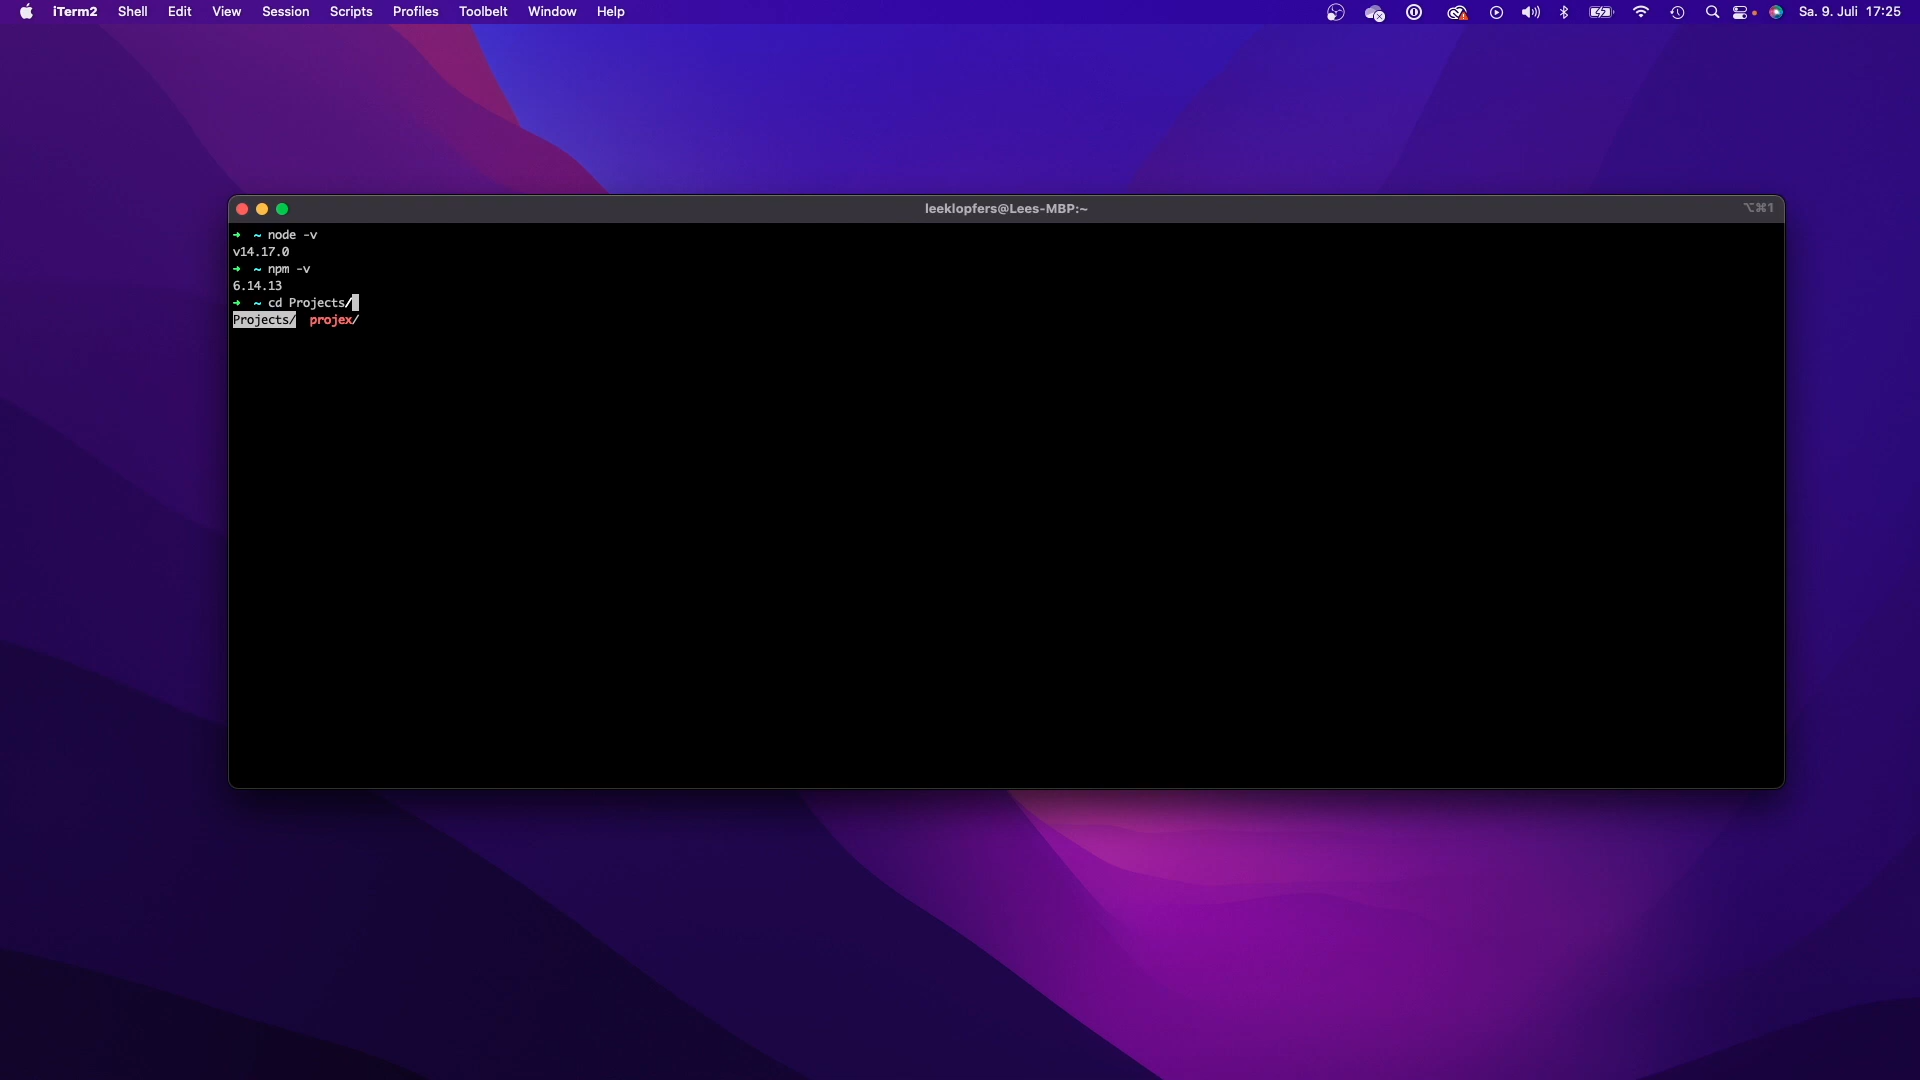 iTerm2 Shell Edit View Session Scripts Profiles Toolbelt Window Help Sa. 9. Juli 17:25
leeklopfers@Lees-MBP:~ ⌥⌘1
➜ ~ node -v
v14.17.0
➜ ~ npm -v
6.14.13
➜ ~ cd Projects/
Projects/ projex/